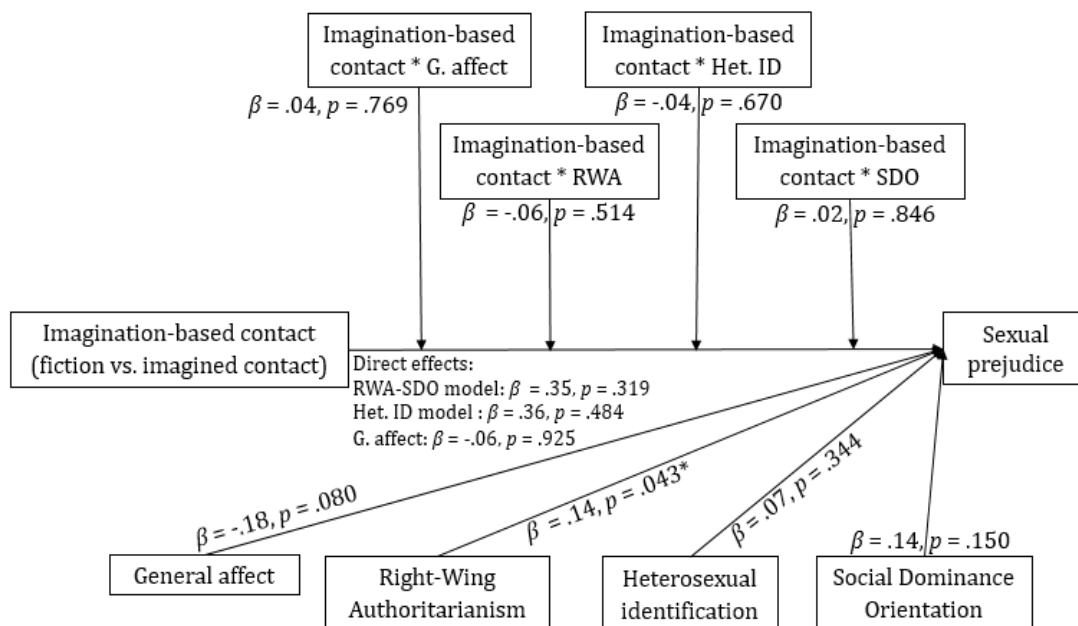 Imagination-based
contact * G. affect
β = .04, p = .769
Imagination-based
contact * Het. ID
β = -.04, p = .670
Imagination-based
contact * RWA
β = -.06, p = .514
Imagination-based
contact * SDO
β = .02, p = .846
Imagination-based contact
(fiction vs. imagined contact)
Sexual
prejudice
Direct effects:
RWA-SDO model: β = .35, p = .319
Het. ID model : β = .36, p = .484
G. affect: β = -.06, p = .925
β = -.18, p = .080
β = .14, p = .043*
β = .07, p = .344
β = .14, p = .150
General affect
Right-Wing
Authoritarianism
Heterosexual
identification
Social Dominance
Orientation